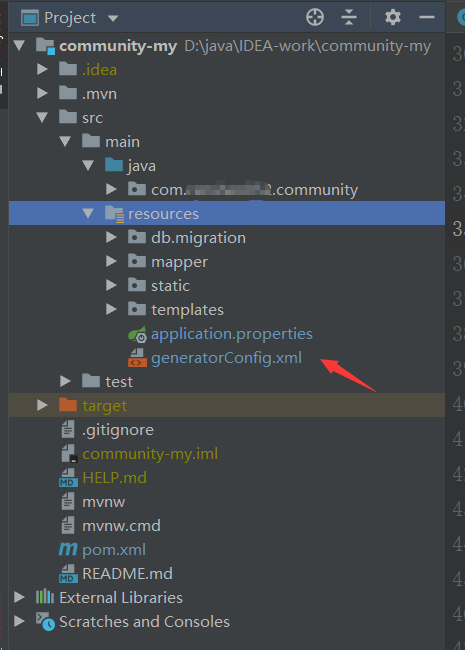 Project
community-my D:\java\IDEA-work\community-my
.idea
.mvn
src
main
java
com. .community
resources
db.migration
mapper
static
templates
application.properties
generatorConfig.xml
test
target
.gitignore
community-my.iml
HELP.md
mvnw
mvnw.cmd
pom.xml
README.md
External Libraries
Scratches and Consoles